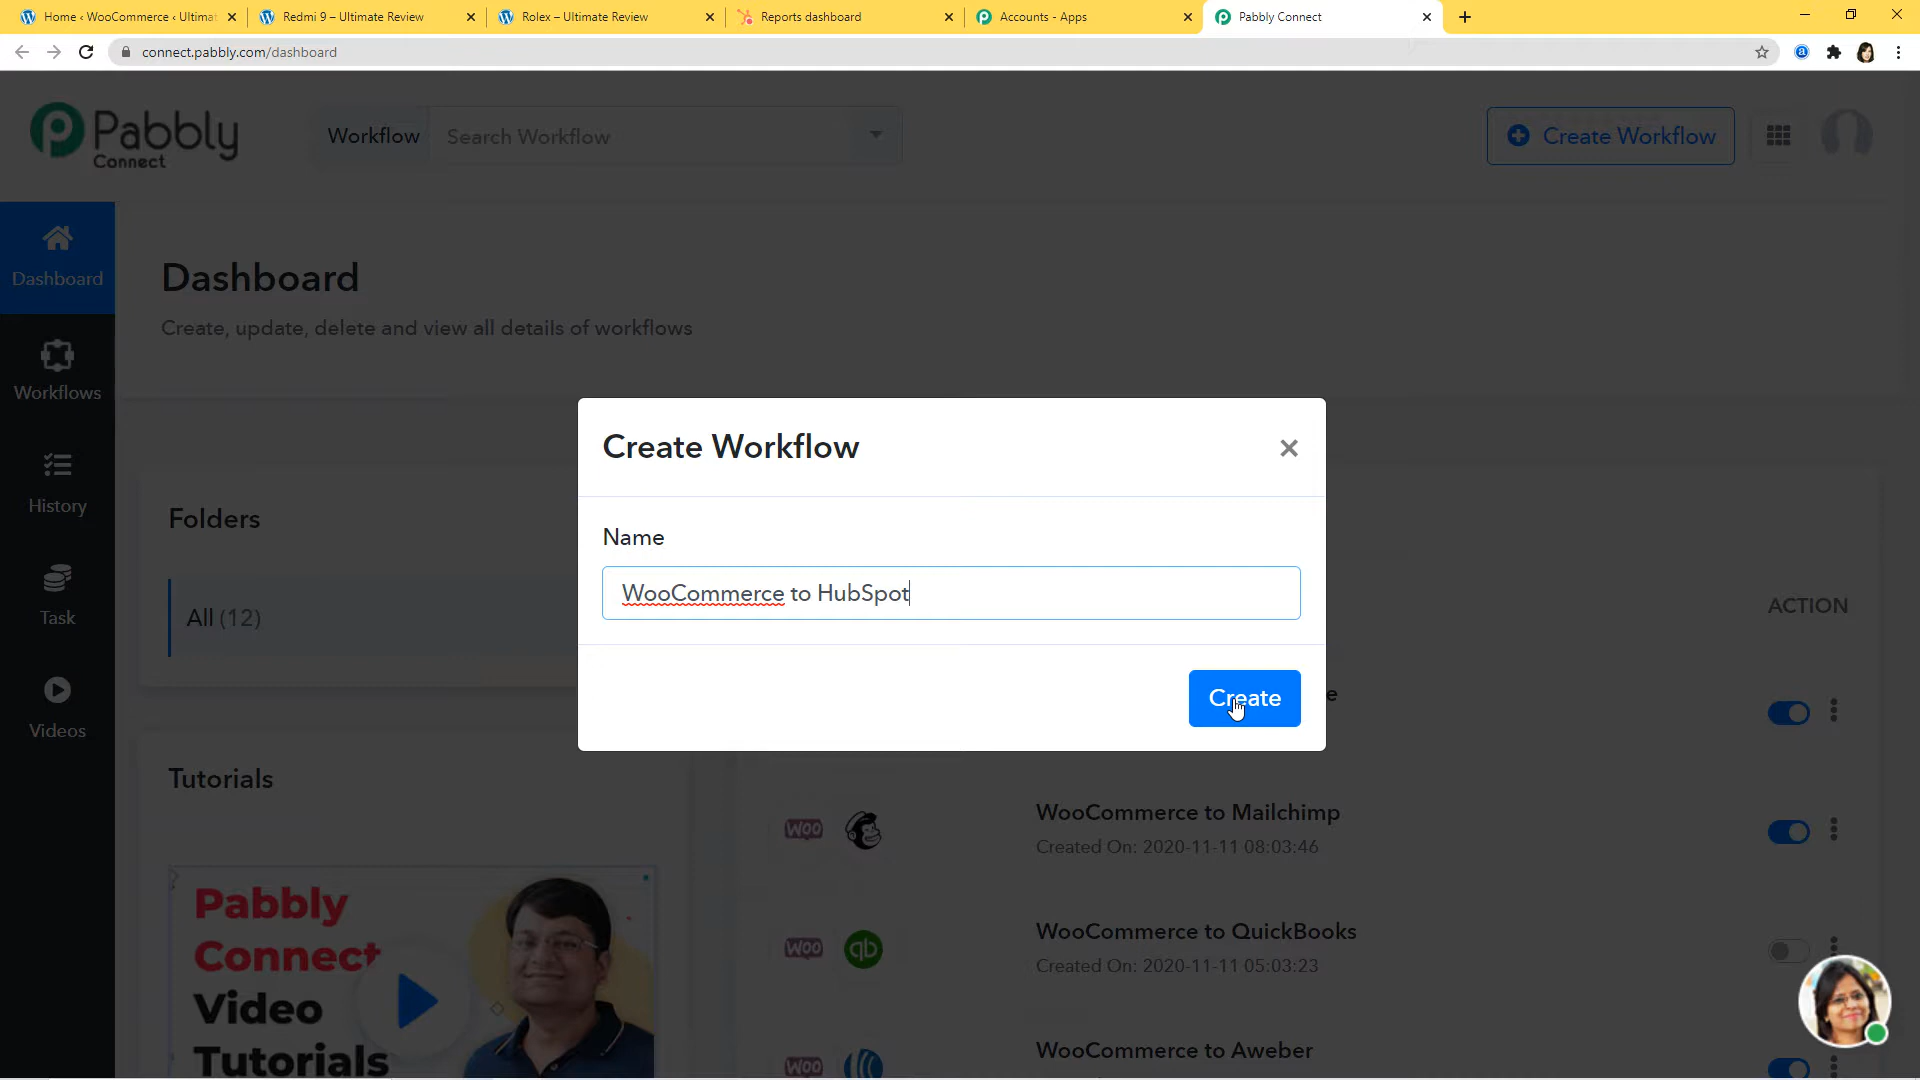 Home ‹ WooCommerce ‹ Ultimat
Redmi 9 – Ultimate Review
Rolex – Ultimate Review
Reports dashboard
Accounts - Apps
Pabbly Connect
connect.pabbly.com/dashboard
Pabbly
Connect
Workflow
Search Workflow
Create Workflow
Dashboard
Workflows
History
Task
Videos
Dashboard
Create, update, delete and view all details of workflows
Folders
All (12)
Tutorials
Pabbly
Connect
Video
Tutorials
Create Workflow
Name
WooCommerce to HubSpot
Create
ACTION
e
Woo
WooCommerce to Mailchimp
Created On: 2020-11-11 08:03:46
Woo
qb
WooCommerce to QuickBooks
Created On: 2020-11-11 05:03:23
Woo
WooCommerce to Aweber